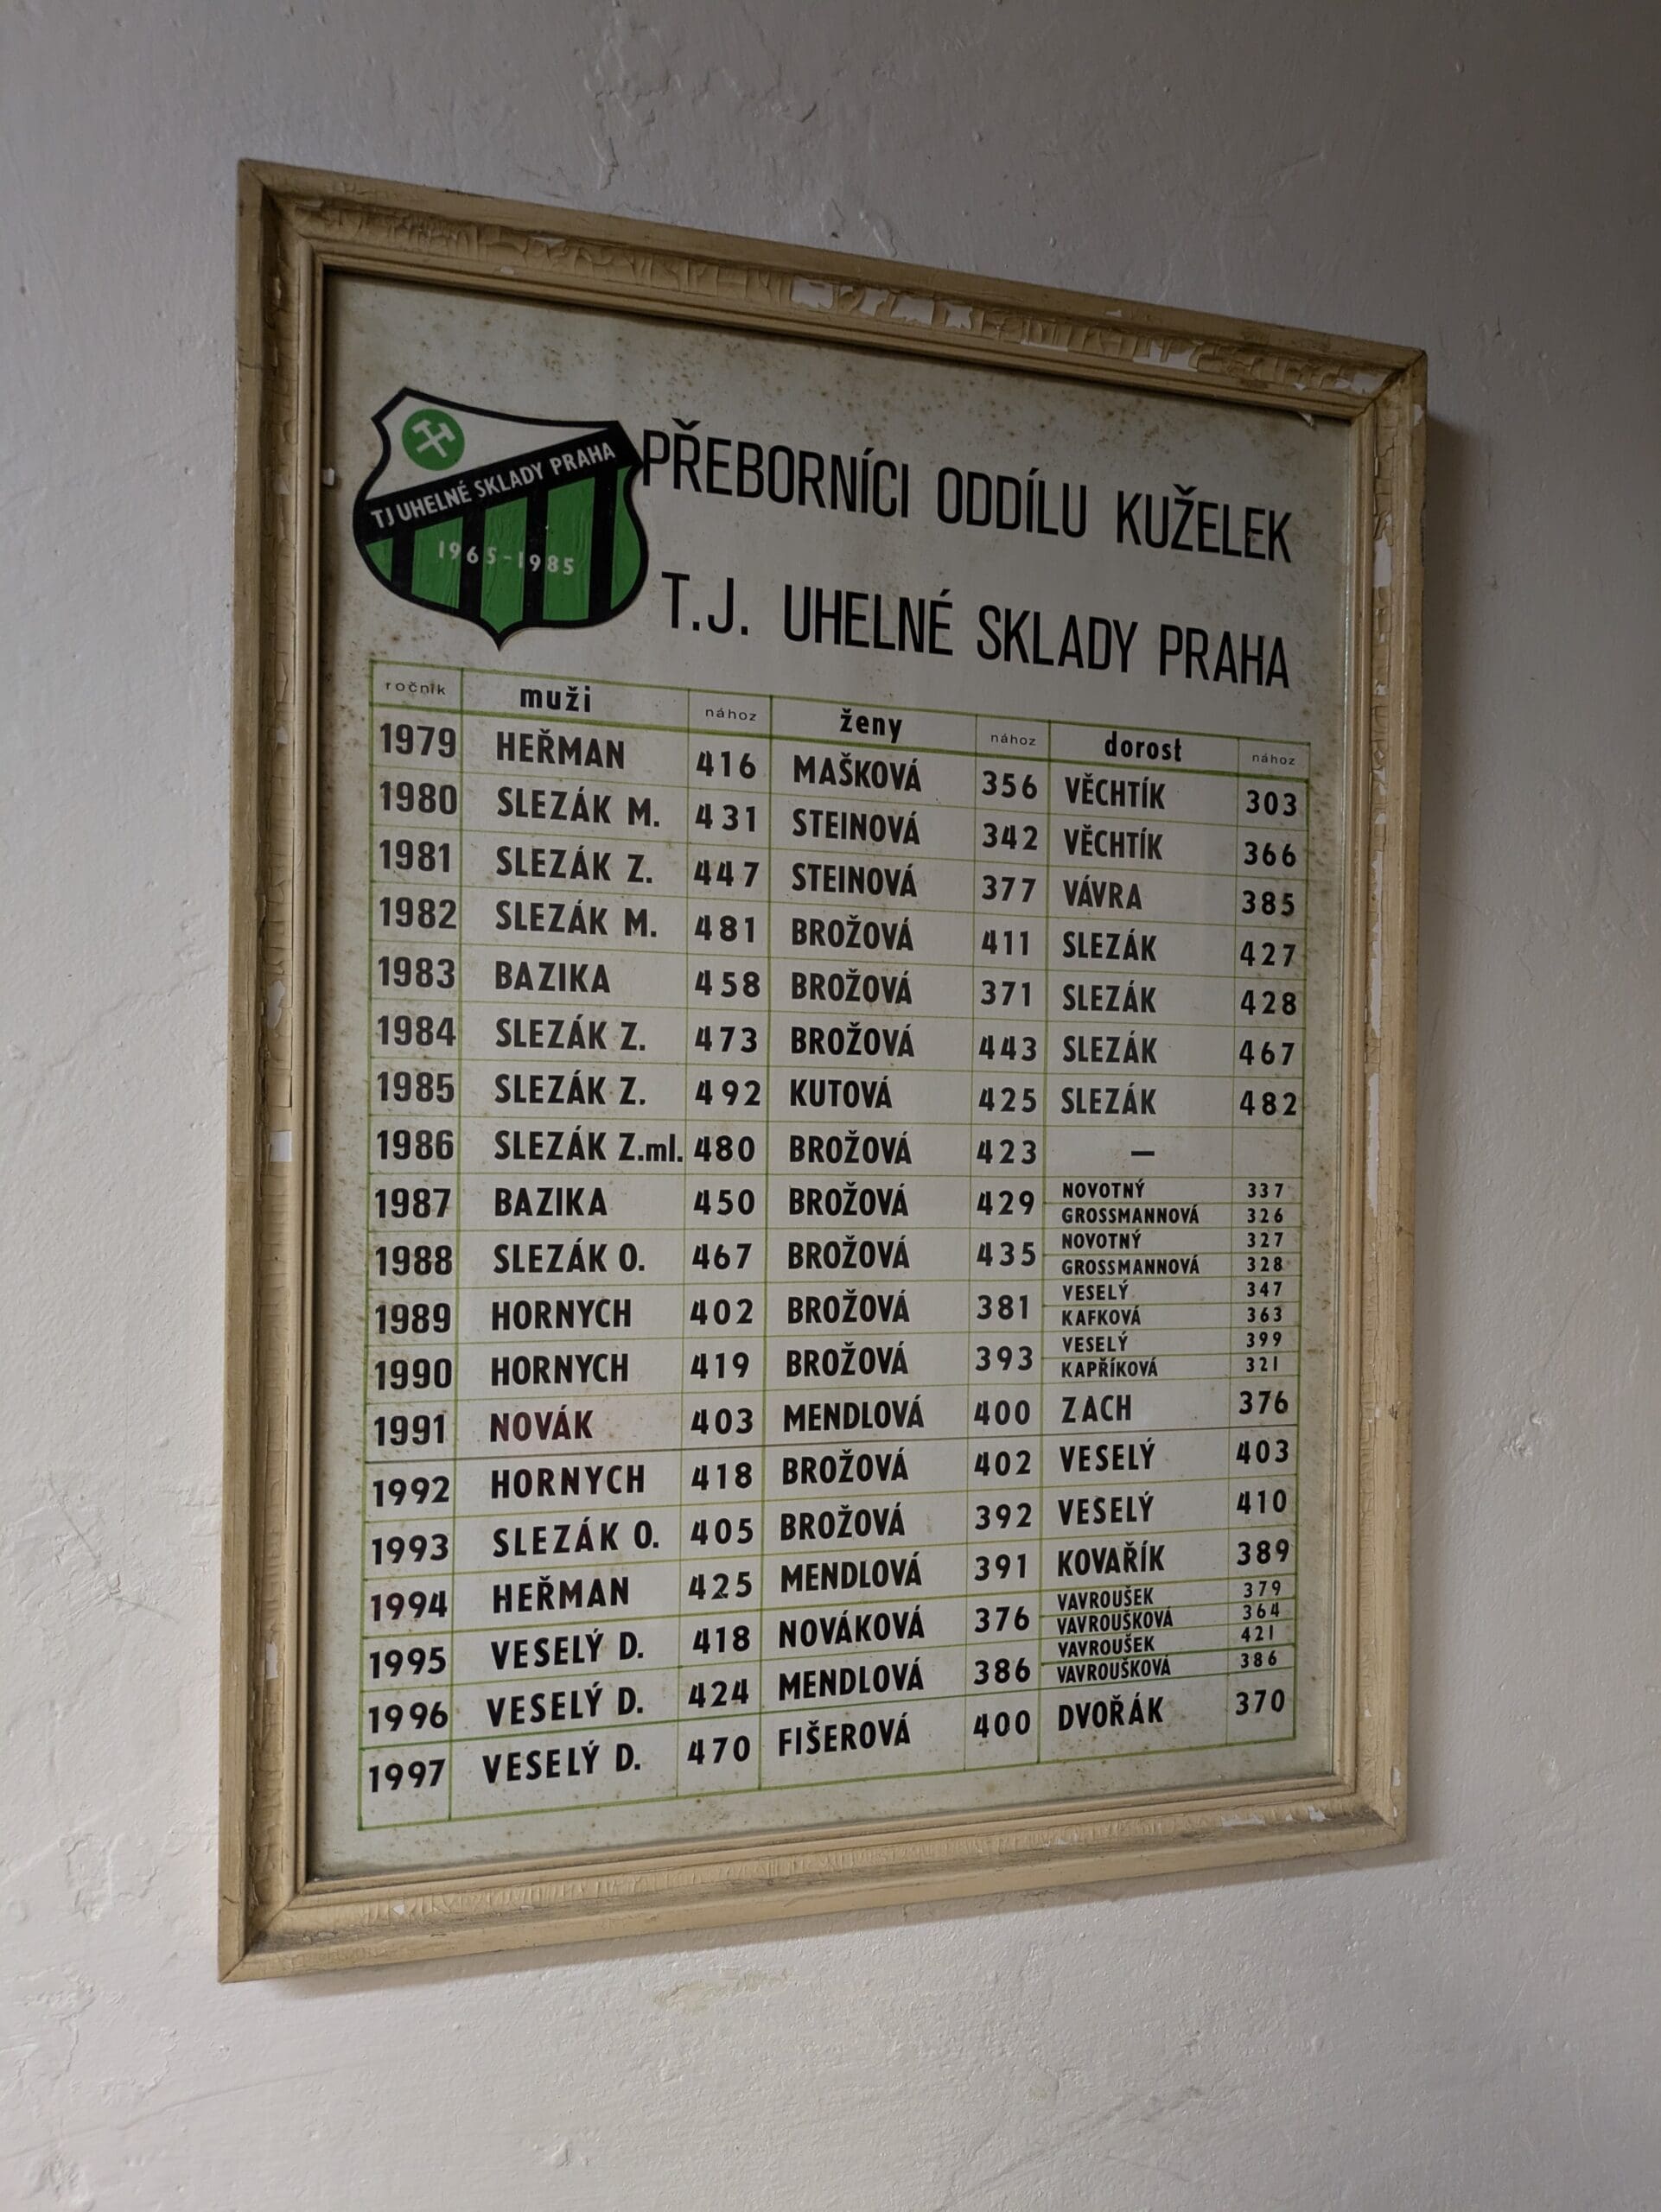 TJ UHELNÉ SKLADY PRAHA
1965-1985
PŘEBORNÍCI ODDÍLU KUŽELEK
T.J. UHELNÉ SKLADY PRAHA
ročník muži nához ženy nához dorost nához
1979 HEŘMAN 416 MAŠKOVÁ 356 VĚCHTÍK 303
1980 SLEZÁK M. 431 STEINOVÁ 342 VĚCHTÍK 366
1981 SLEZÁK Z. 447 STEINOVÁ 377 VÁVRA 385
1982 SLEZÁK M. 481 BROŽOVÁ 411 SLEZÁK 427
1983 BAZIKA 458 BROŽOVÁ 371 SLEZÁK 428
1984 SLEZÁK Z. 473 BROŽOVÁ 443 SLEZÁK 467
1985 SLEZÁK Z. 492 KUTOVÁ 425 SLEZÁK 482
1986 SLEZÁK Z.ml. 480 BROŽOVÁ 423 —
1987 BAZIKA 450 BROŽOVÁ 429 NOVOTNÝ 337
GROSSMANNOVÁ 326
1988 SLEZÁK O. 467 BROŽOVÁ 435 NOVOTNÝ 327
GROSSMANNOVÁ 328
1989 HORNYCH 402 BROŽOVÁ 381 VESELÝ 347
KAFKOVÁ 363
1990 HORNYCH 419 BROŽOVÁ 393 VESELÝ 399
KAPŘÍKOVÁ 321
1991 NOVÁK 403 MENDLOVÁ 400 ZACH 376
1992 HORNYCH 418 BROŽOVÁ 402 VESELÝ 403
1993 SLEZÁK O. 405 BROŽOVÁ 392 VESELÝ 410
1994 HEŘMAN 425 MENDLOVÁ 391 KOVAŘÍK 389
1995 VESELÝ D. 418 NOVÁKOVÁ 376 VAVROUŠEK 379
VAVROUŠKOVÁ 364
1996 VESELÝ D. 424 MENDLOVÁ 386 VAVROUŠEK 421
VAVROUŠKOVÁ 386
1997 VESELÝ D. 470 FIŠEROVÁ 400 DVOŘÁK 370